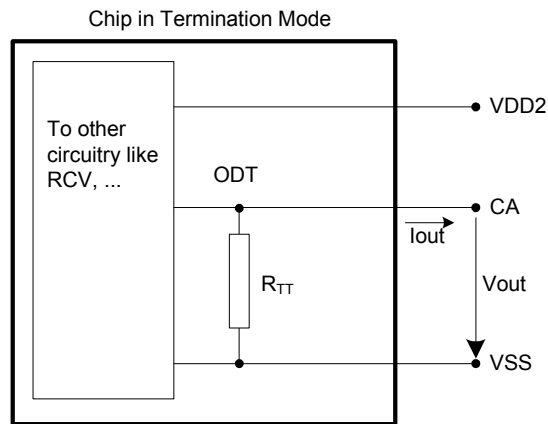 Chip in Termination Mode
VDD2
To other
circuitry like
RCV, ...
ODT
CA
Iout
RTT
Vout
VSS